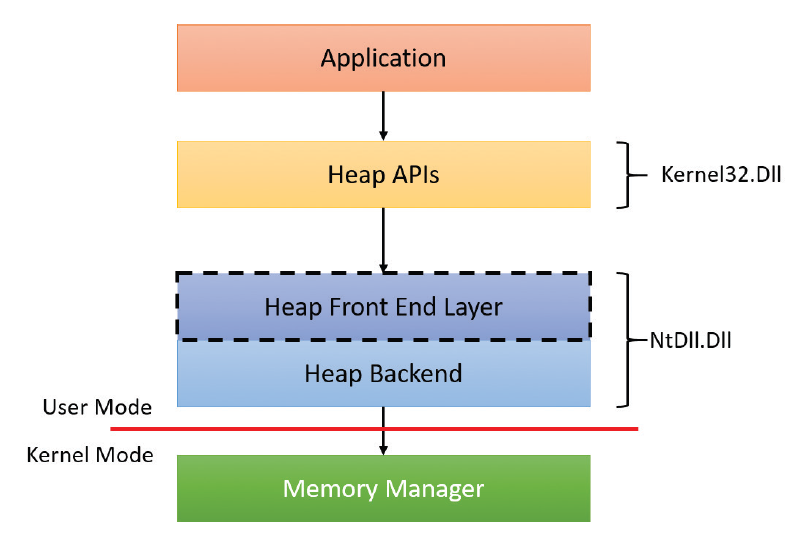 Application
Heap APIs
Kernel32.Dll
Heap Front End Layer
NtDll.Dll
Heap Backend
User Mode
Kernel Mode
Memory Manager